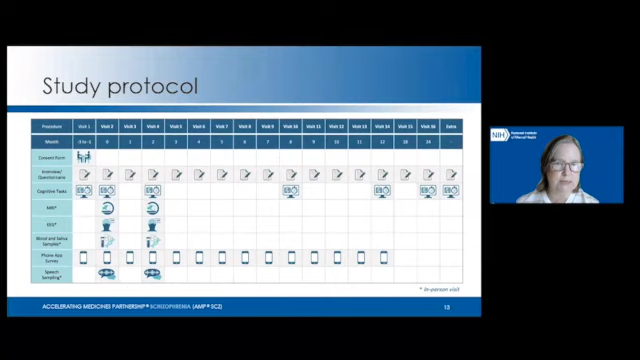 Study protocol
Procedure Visit 1 Visit 2 Visit 3 Visit 4 Visit 5 Visit 6 Visit 7 Visit 8 Visit 9 Visit 10 Visit 11 Visit 12 Visit 13 Visit 14 Visit 15 Visit 16 Extra
Month 0 1 2 3 4 5 6 7 8 9 10 11 12 18 24 -
Consent Form
Interview/
Questionnaire
Cognitive Tasks
MRI*
EEG*
Blood and Saliva
Samples*
Phone App
Survey
Speech
Sampling*
* in-person visit
ACCELERATING MEDICINES PARTNERSHIP® SCHIZOPHRENIA (AMP® SCZ)
13
NIH National Institute
of Mental Health